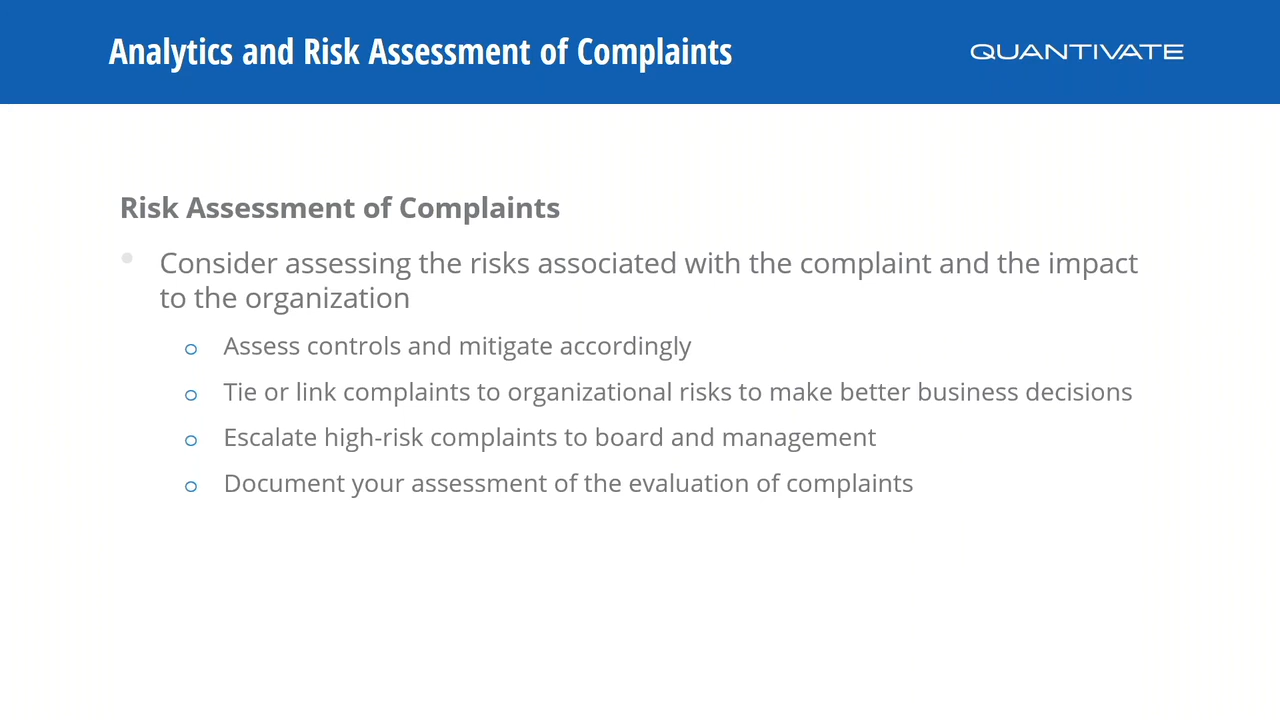 Analytics and Risk Assessment of Complaints
QUANTIVATE
Risk Assessment of Complaints
Consider assessing the risks associated with the complaint and the impact
to the organization
Assess controls and mitigate accordingly
Tie or link complaints to organizational risks to make better business decisions
Escalate high-risk complaints to board and management
Document your assessment of the evaluation of complaints